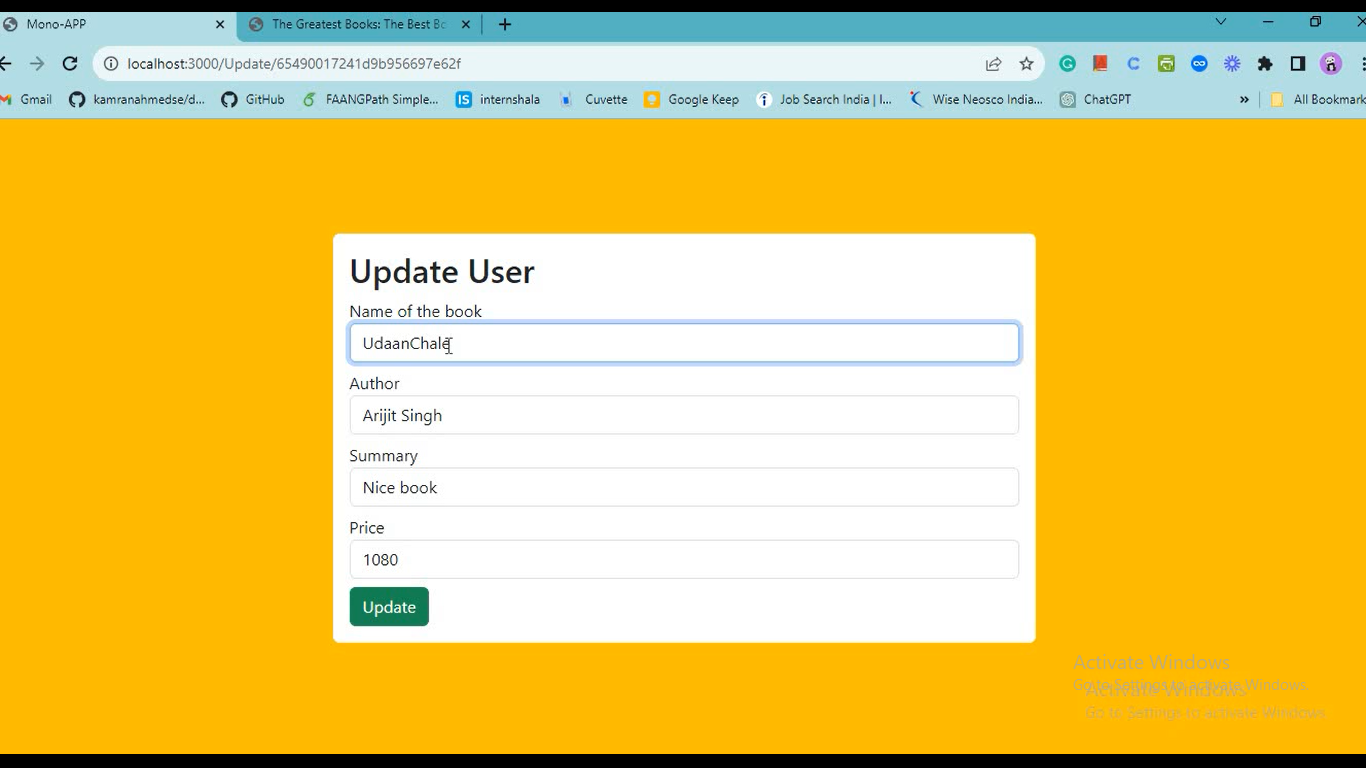 Mono-APP
The Greatest Books: The Best Bo
localhost:3000/Update/65490017241d9b956697e62f
Gmail
kamranahmedse/d...
GitHub
FAANGPath Simple...
IS internshala
Cuvette
Google Keep
Job Search India | I...
Wise Neosco India...
ChatGPT
»
All Bookmark
Update User
Name of the book
UdaanChale
Author
Arijit Singh
Summary
Nice book
Price
1080
Update
Activate Windows
Go to Settings to activate Windows.
Activate Windows
Go to Settings to activate Windows.